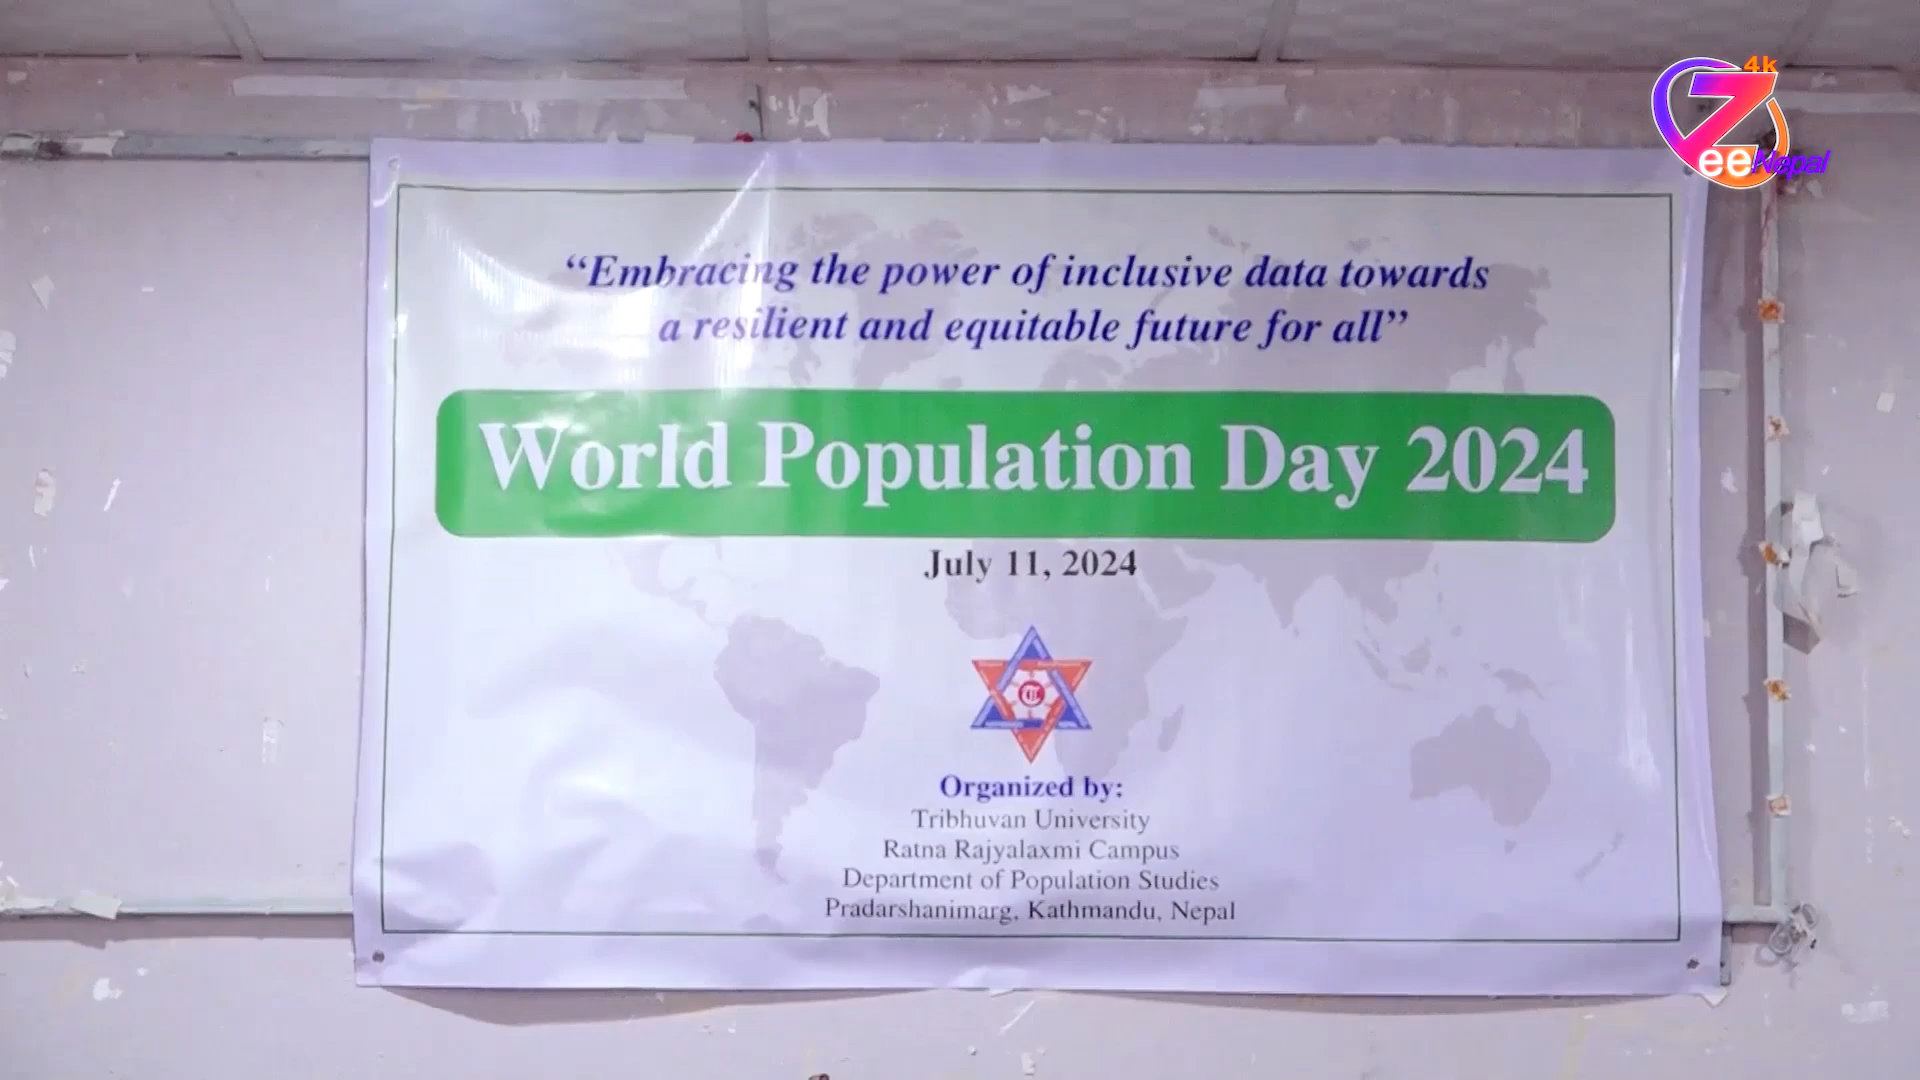 4k
Zee Nepal
“Embracing the power of inclusive data towards
a resilient and equitable future for all”
World Population Day 2024
July 11, 2024
Organized by:
Tribhuvan University
Ratna Rajyalaxmi Campus
Department of Population Studies
Pradarshanimarg, Kathmandu, Nepal